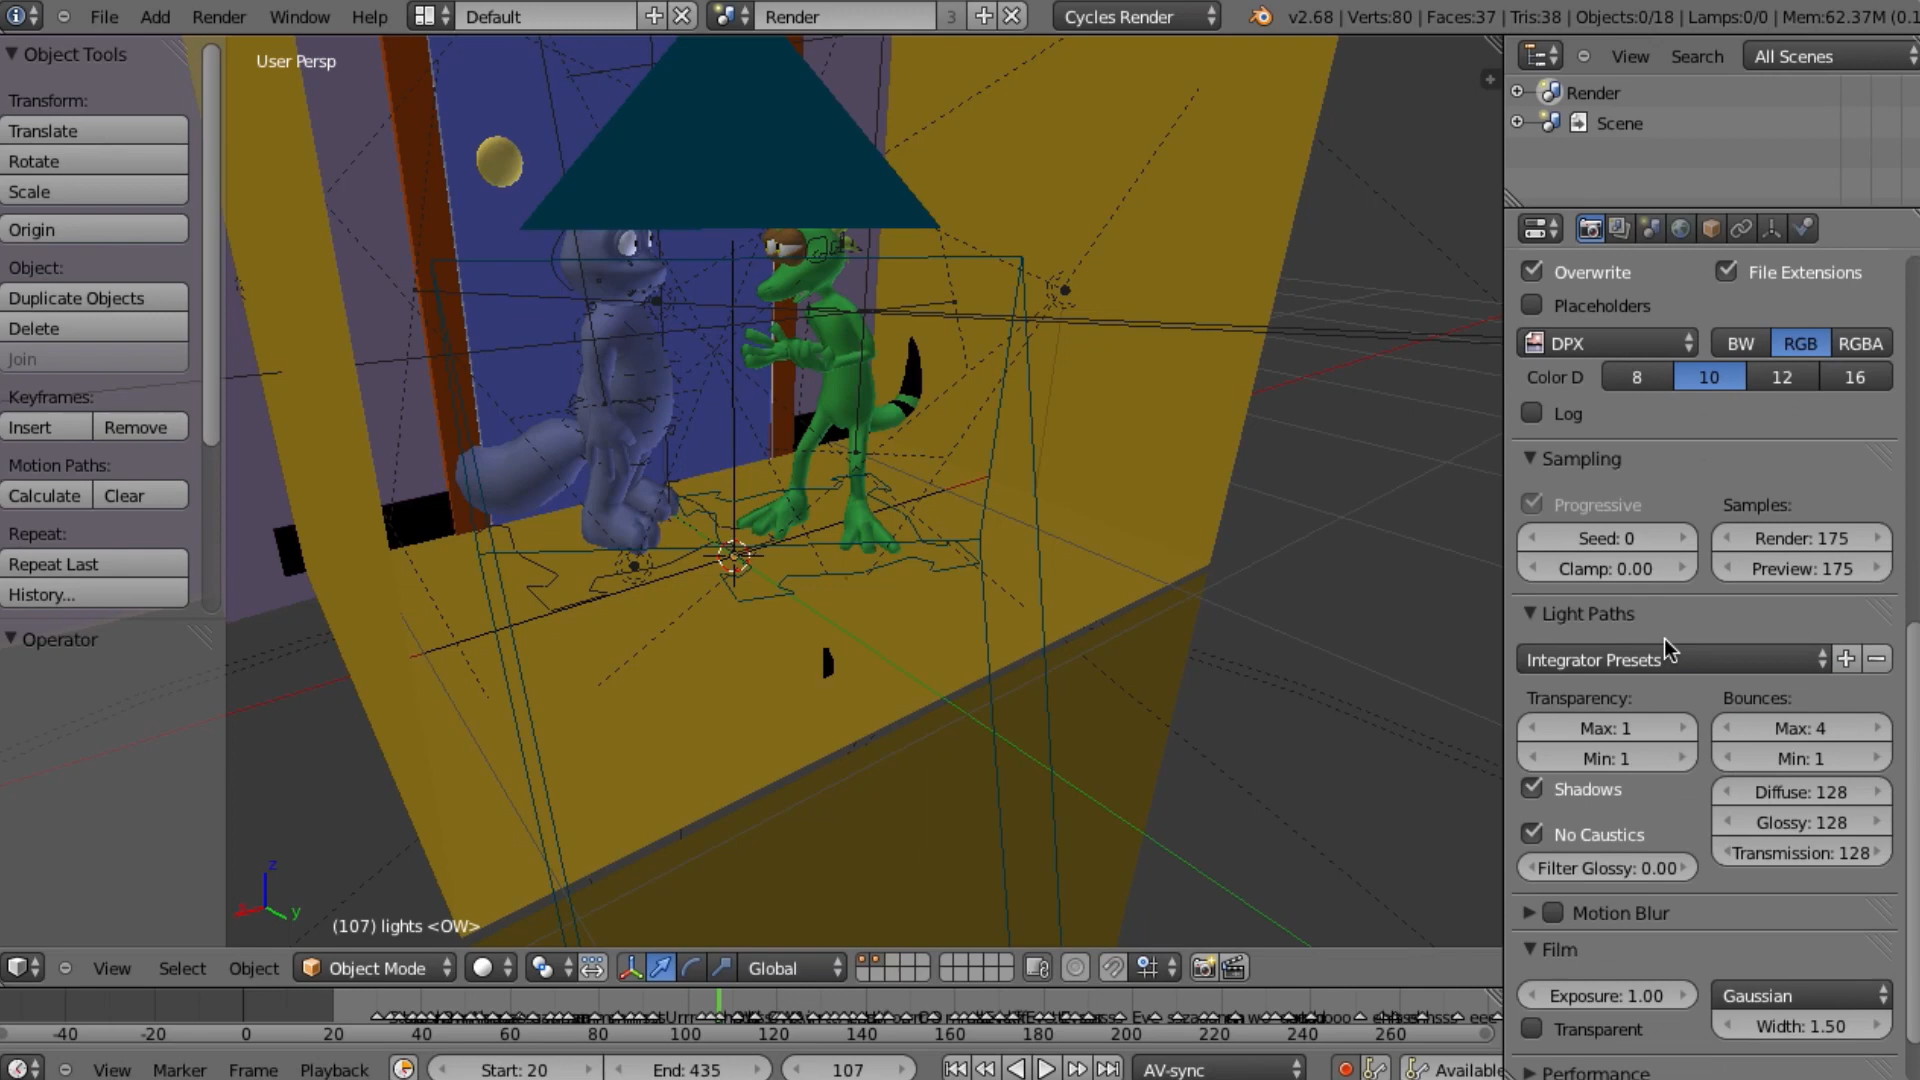 File Add Render Window Help Default Render 3 Cycles Render v2.68 | Verts:80 | Faces:37 | Tris:38 | Objects:0/18 | Lamps:0/0 | Mem:62.37M (0.1
Object Tools
Transform:
Translate
Rotate
Scale
Origin
Object:
Duplicate Objects
Delete
Join
Keyframes:
Insert Remove
Motion Paths:
Calculate Clear
Repeat:
Repeat Last
History...
Operator
User Persp
z
y
(107) lights <OW>
View Search All Scenes
Render
Scene
Overwrite File Extensions
Placeholders
DPX BW RGB RGBA
Color D 8 10 12 16
Log
Sampling
Progressive Samples:
Seed: 0 Render: 175
Clamp: 0.00 Preview: 175
Light Paths
Integrator Presets
Transparency: Bounces:
Max: 1 Max: 4
Min: 1 Min: 1
Shadows Diffuse: 128
Glossy: 128
No Caustics
Transmission: 128
Filter Glossy: 0.00
Motion Blur
Film
Exposure: 1.00 Gaussian
Transparent Width: 1.50
Performance
View Select Object Object Mode Global
-40 -20 0 20 40 60 80 100 120 140 160 180 200 220 240 260
View Marker Frame Playback Start: 20 End: 435 107 AV-sync Available